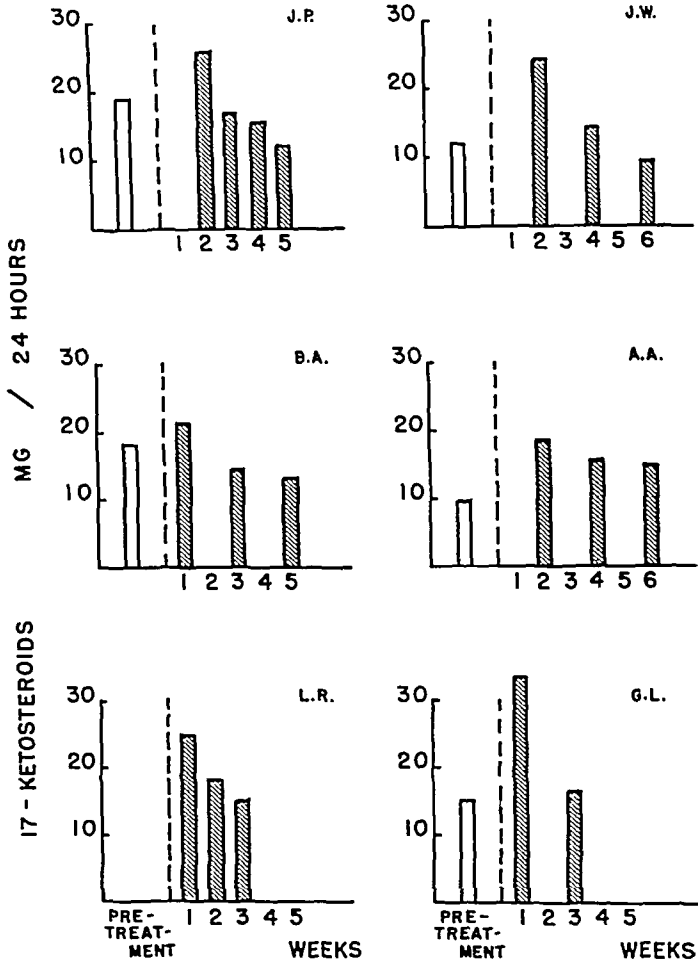 MG / 24 HOURS
17-KETOSTEROIDS
J.P.
30
20
10
1 2 3 4 5
J.W.
30
20
10
1 2 3 4 5 6
B.A.
30
20
10
1 2 3 4 5
A.A.
30
20
10
1 2 3 4 5 6
L.R.
30
20
10
1 2 3 4 5
PRE-
TREAT-
MENT
WEEKS
G.L.
30
20
10
1 2 3 4 5
PRE-
TREAT-
MENT
WEEKS